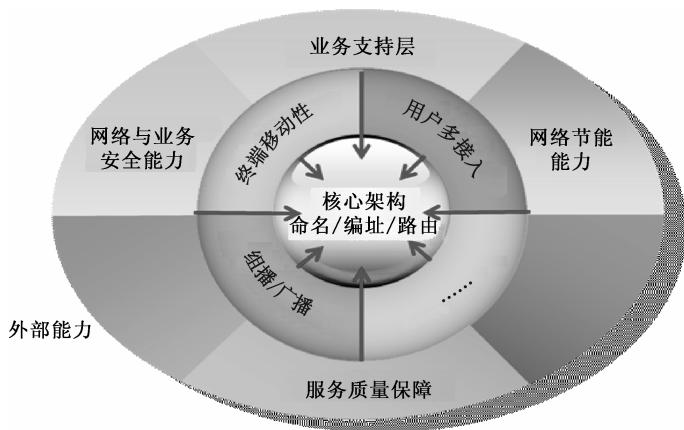 业务支持层
网络与业务
安全能力
终端移动性
用户多接入
网络节能
能力
核心架构
命名/编址/路由
组播/广播
……
外部能力
服务质量保障